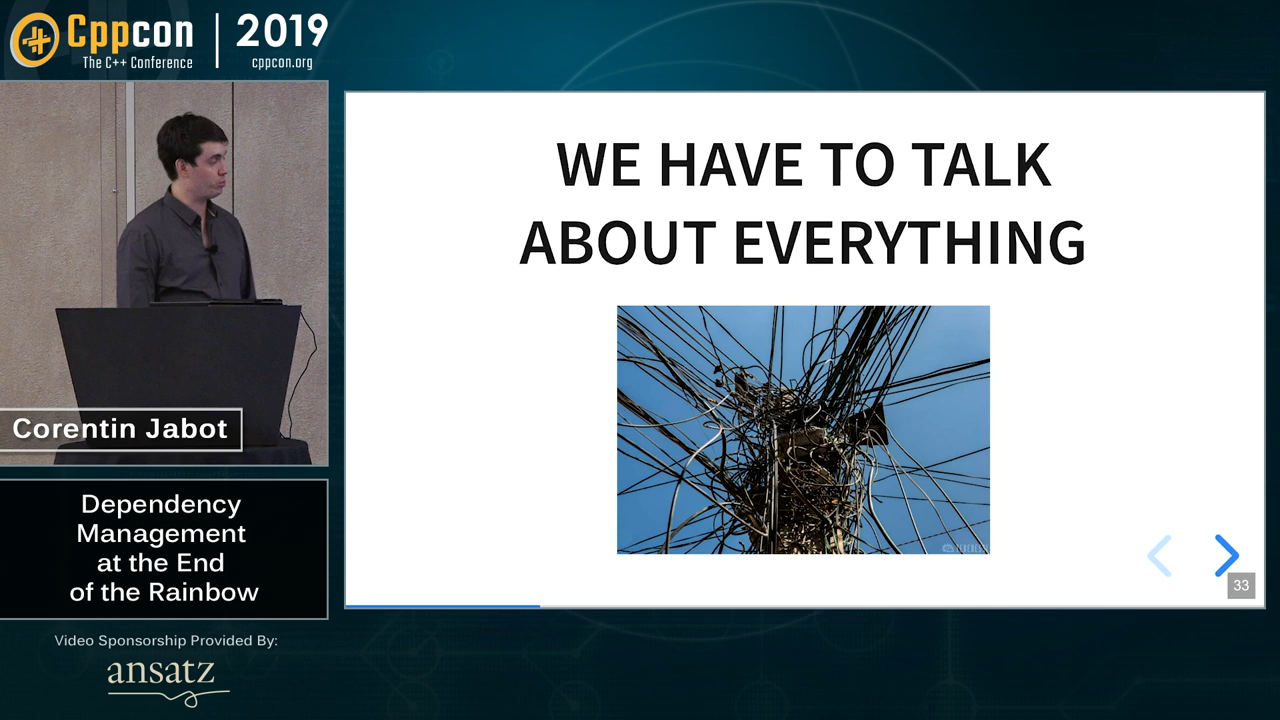 Cppcon
The C++ Conference
2019
cppcon.org
WE HAVE TO TALK
ABOUT EVERYTHING
33
Corentin Jabot
Dependency
Management
at the End
of the Rainbow
Video Sponsorship Provided By:
ansatz